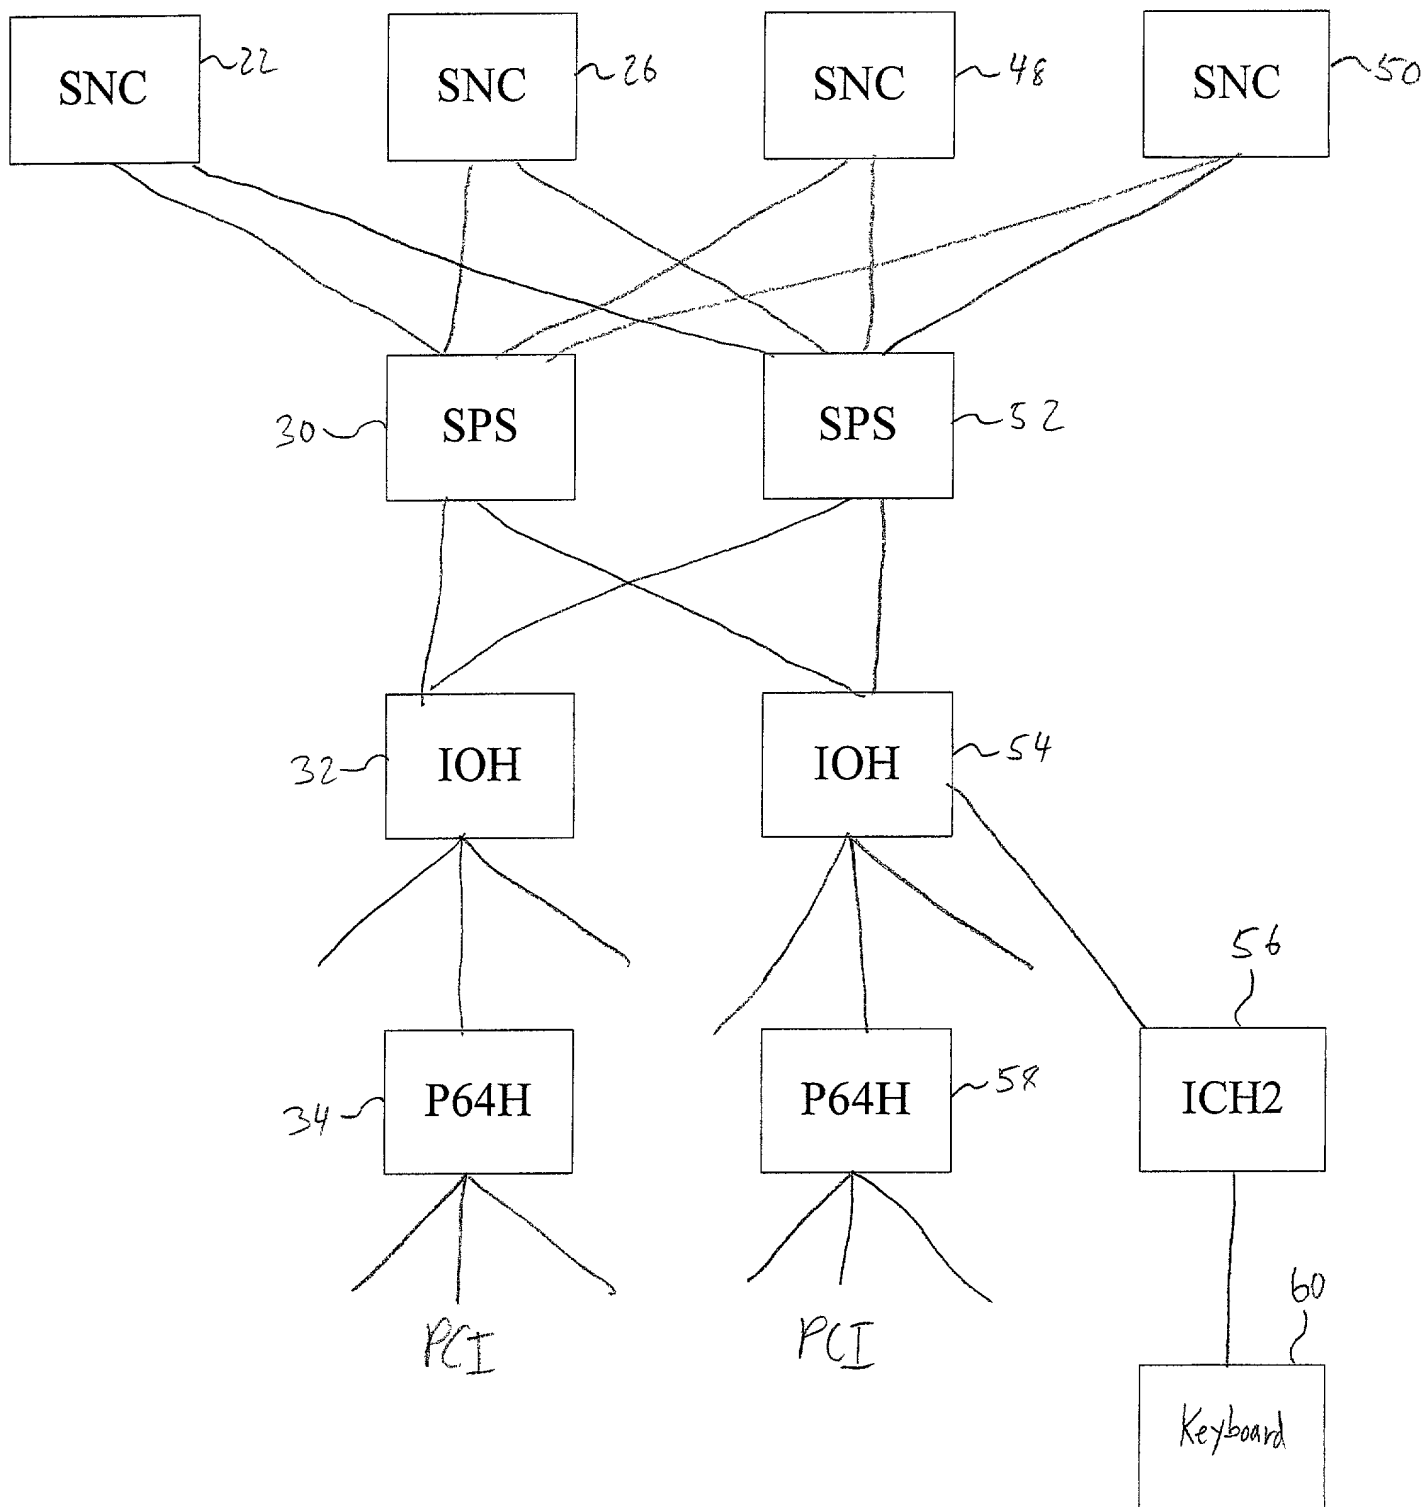 SNC 22 SNC 26 SNC 48 SNC 50
30 SPS SPS 52
32 IOH IOH 54
56
34 P64H P64H 58 ICH2
60
PCI PCI
Keyboard